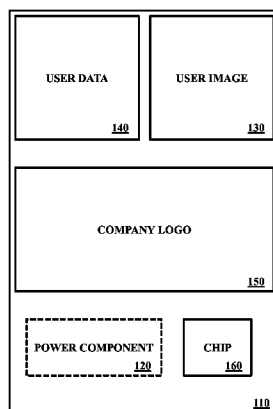 USER DATA
140
USER IMAGE
130
COMPANY LOGO
150
POWER COMPONENT
120
CHIP
160
110